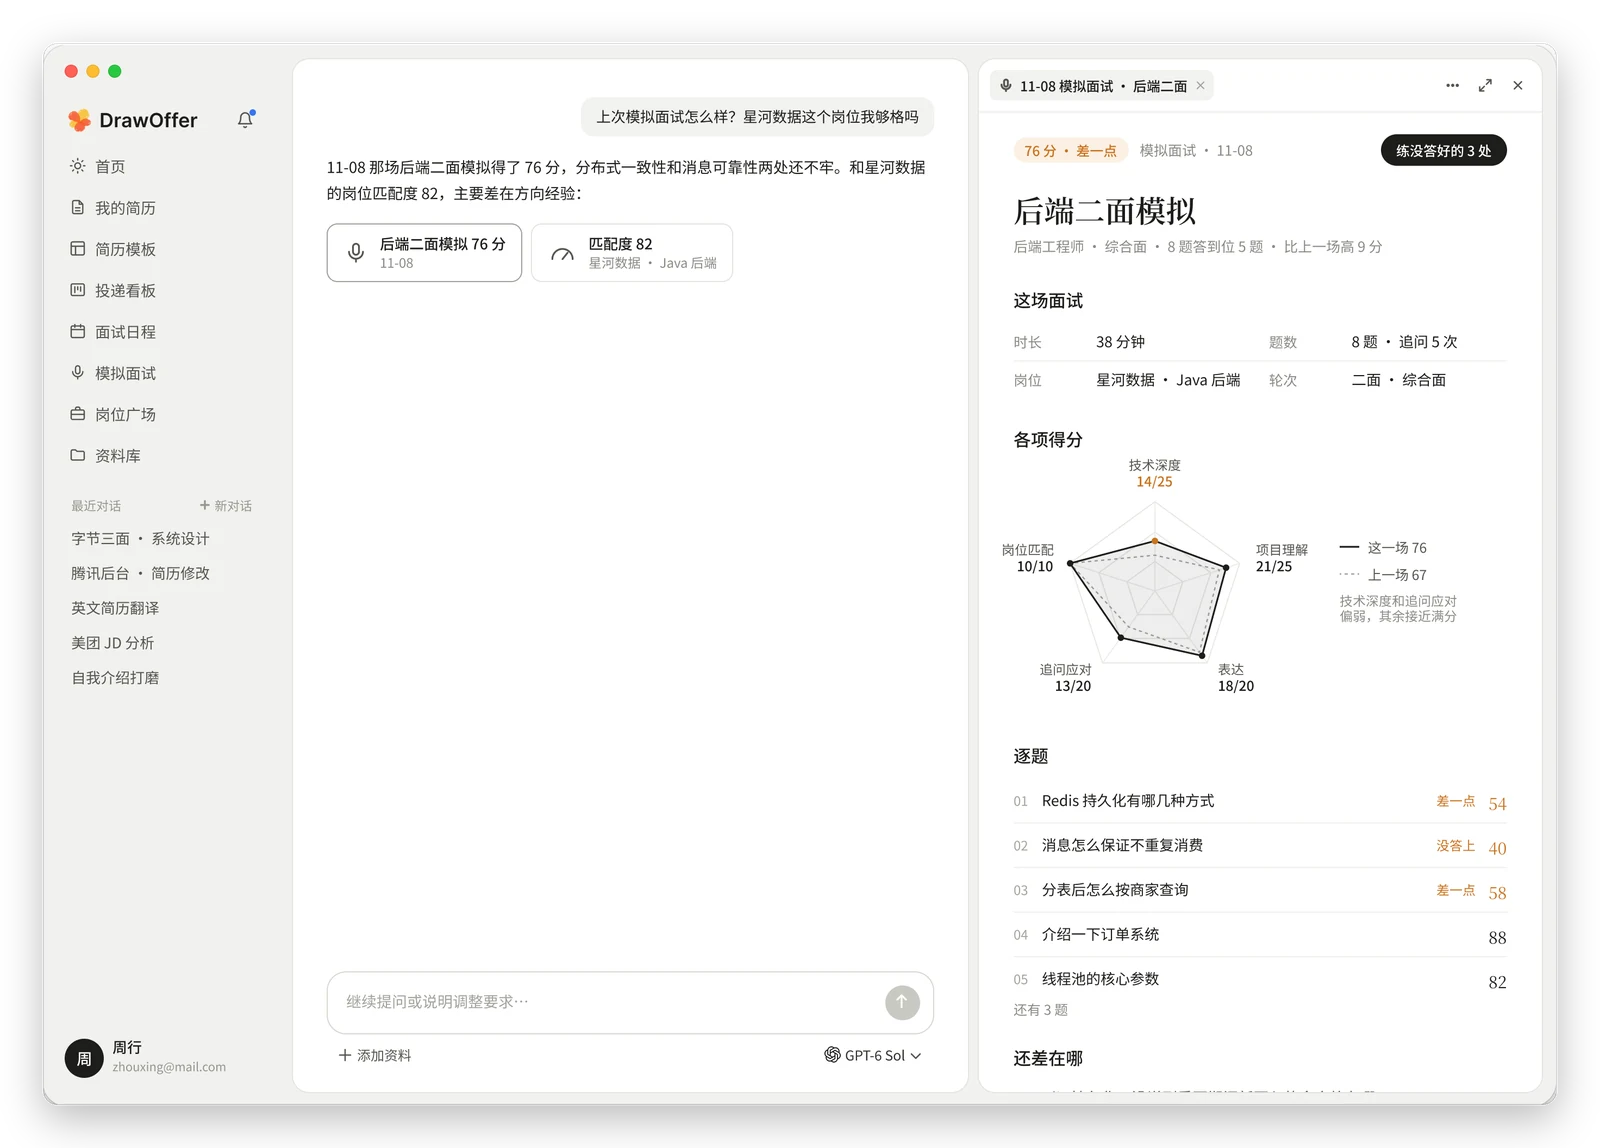 DrawOffer
首页
我的简历
简历模板
投递看板
面试日程
模拟面试
岗位广场
资料库
最近对话
+ 新对话
字节三面 · 系统设计
腾讯后台 · 简历修改
英文简历翻译
美团 JD 分析
自我介绍打磨
周
周行
zhouxing@mail.com
上次模拟面试怎么样？星河数据这个岗位我够格吗
11-08 那场后端二面模拟得了 76 分，分布式一致性和消息可靠性两处还不牢。和星河数据
的岗位匹配度 82，主要差在方向经验：
后端二面模拟 76 分
11-08
匹配度 82
星河数据 · Java 后端
继续提问或说明调整要求…
+ 添加资料
GPT-6 Sol
11-08 模拟面试 · 后端二面
76 分 · 差一点
模拟面试 · 11-08
练没答好的 3 处
后端二面模拟
后端工程师 · 综合面 · 8 题答到位 5 题 · 比上一场高 9 分
这场面试
时长 38 分钟 题数 8 题 · 追问 5 次
岗位 星河数据 · Java 后端 轮次 二面 · 综合面
各项得分
技术深度
14/25
岗位匹配
10/10
项目理解
21/25
追问应对
13/20
表达
18/20
这一场 76
上一场 67
技术深度和追问应对
偏弱，其余接近满分
逐题
01 Redis 持久化有哪几种方式 差一点 54
02 消息怎么保证不重复消费 没答上 40
03 分表后怎么按商家查询 差一点 58
04 介绍一下订单系统 88
05 线程池的核心参数 82
还有 3 题
还差在哪